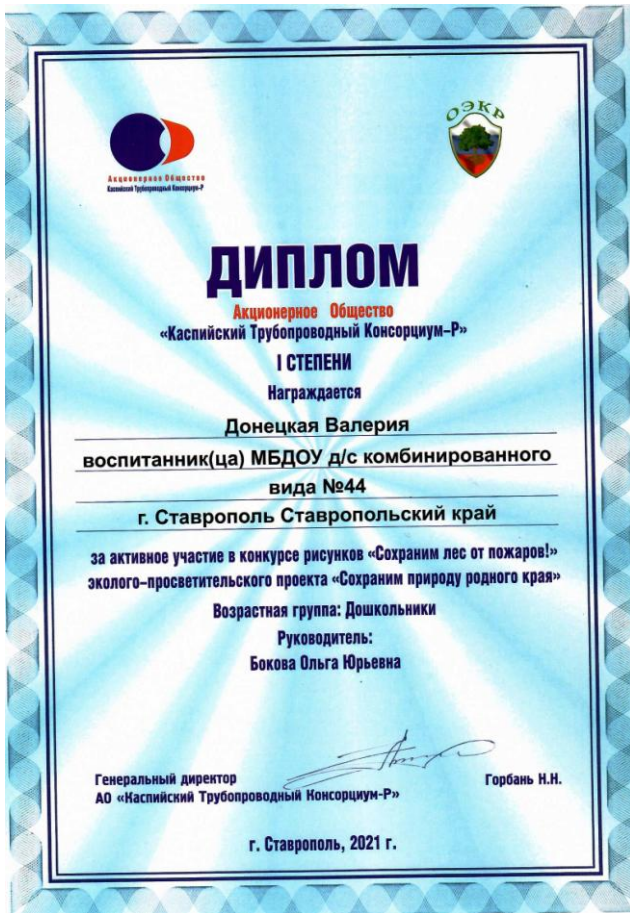 ОЭКР
Акционерное Общество
Каспийский Трубопроводный Консорциум-Р
ДИПЛОМ
Акционерное Общество
«Каспийский Трубопроводный Консорциум-Р»
I СТЕПЕНИ
Награждается
Донецкая Валерия
воспитанник(ца) МБДОУ д/с комбинированного
вида №44
г. Ставрополь Ставропольский край
за активное участие в конкурсе рисунков «Сохраним лес от пожаров!»
эколого-просветительского проекта «Сохраним природу родного края»
Возрастная группа: Дошкольники
Руководитель:
Бокова Ольга Юрьевна
Генеральный директор
АО «Каспийский Трубопроводный Консорциум-Р»
Горбань Н.Н.
г. Ставрополь, 2021 г.